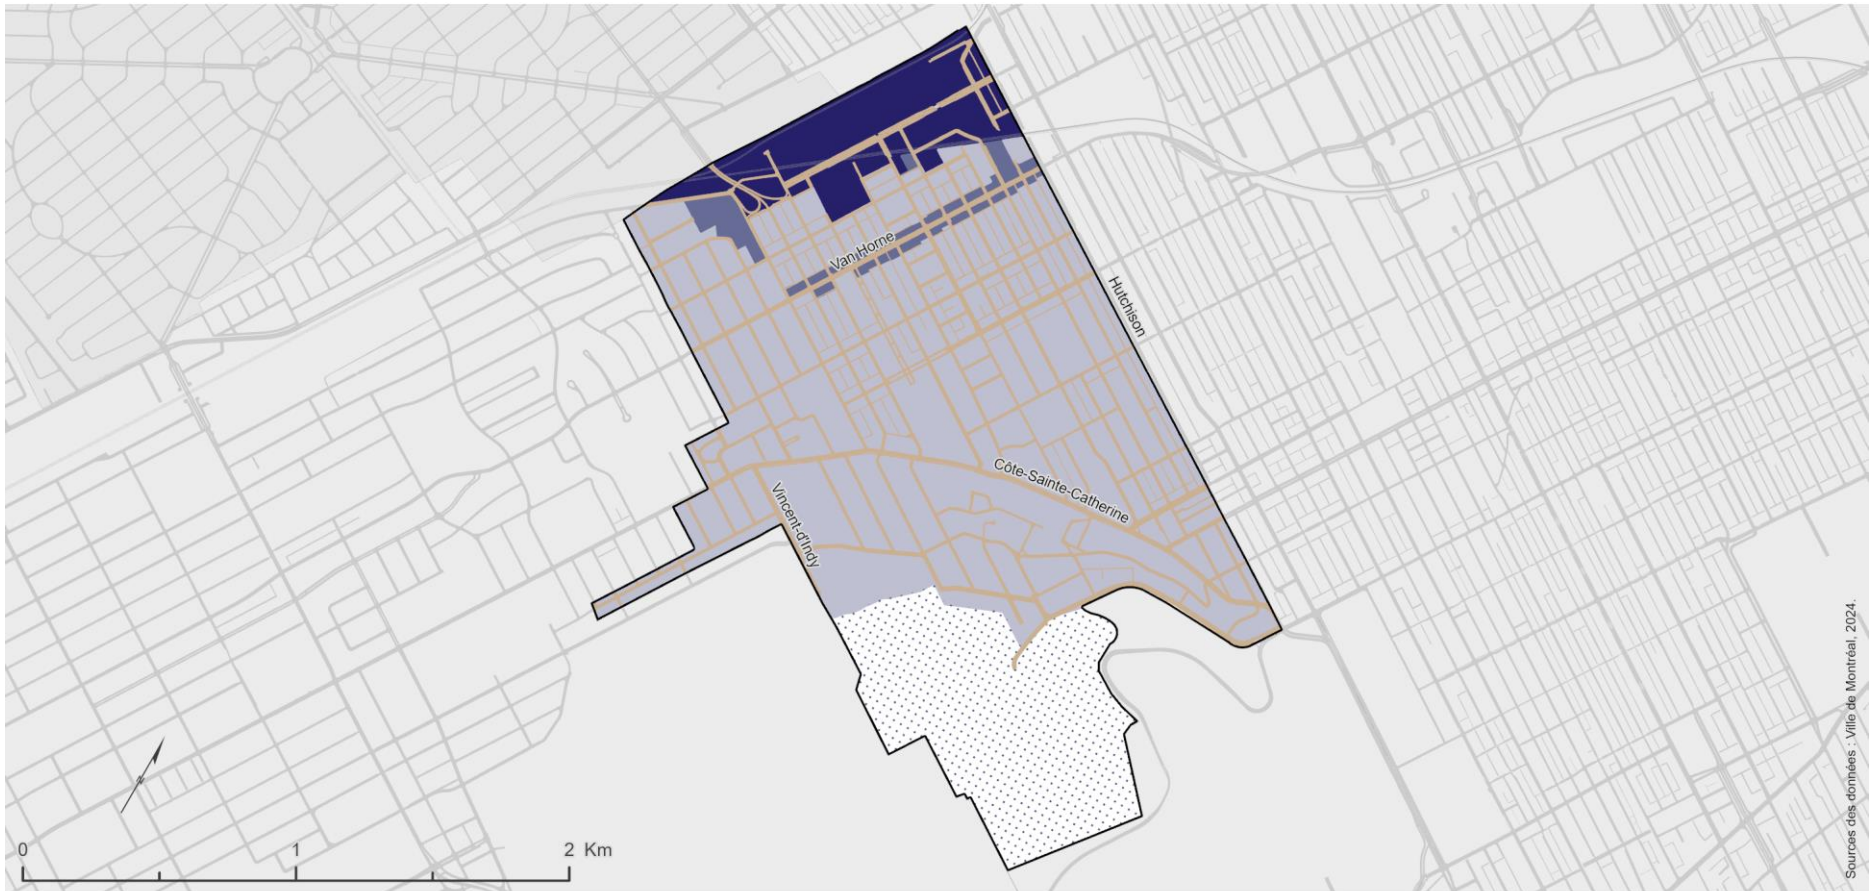 Van Horne
Hutchison
Côte-Sainte-Catherine
Vincent-d'Indy
0 1 2 Km
Sources des données : Ville de Montréal, 2024.